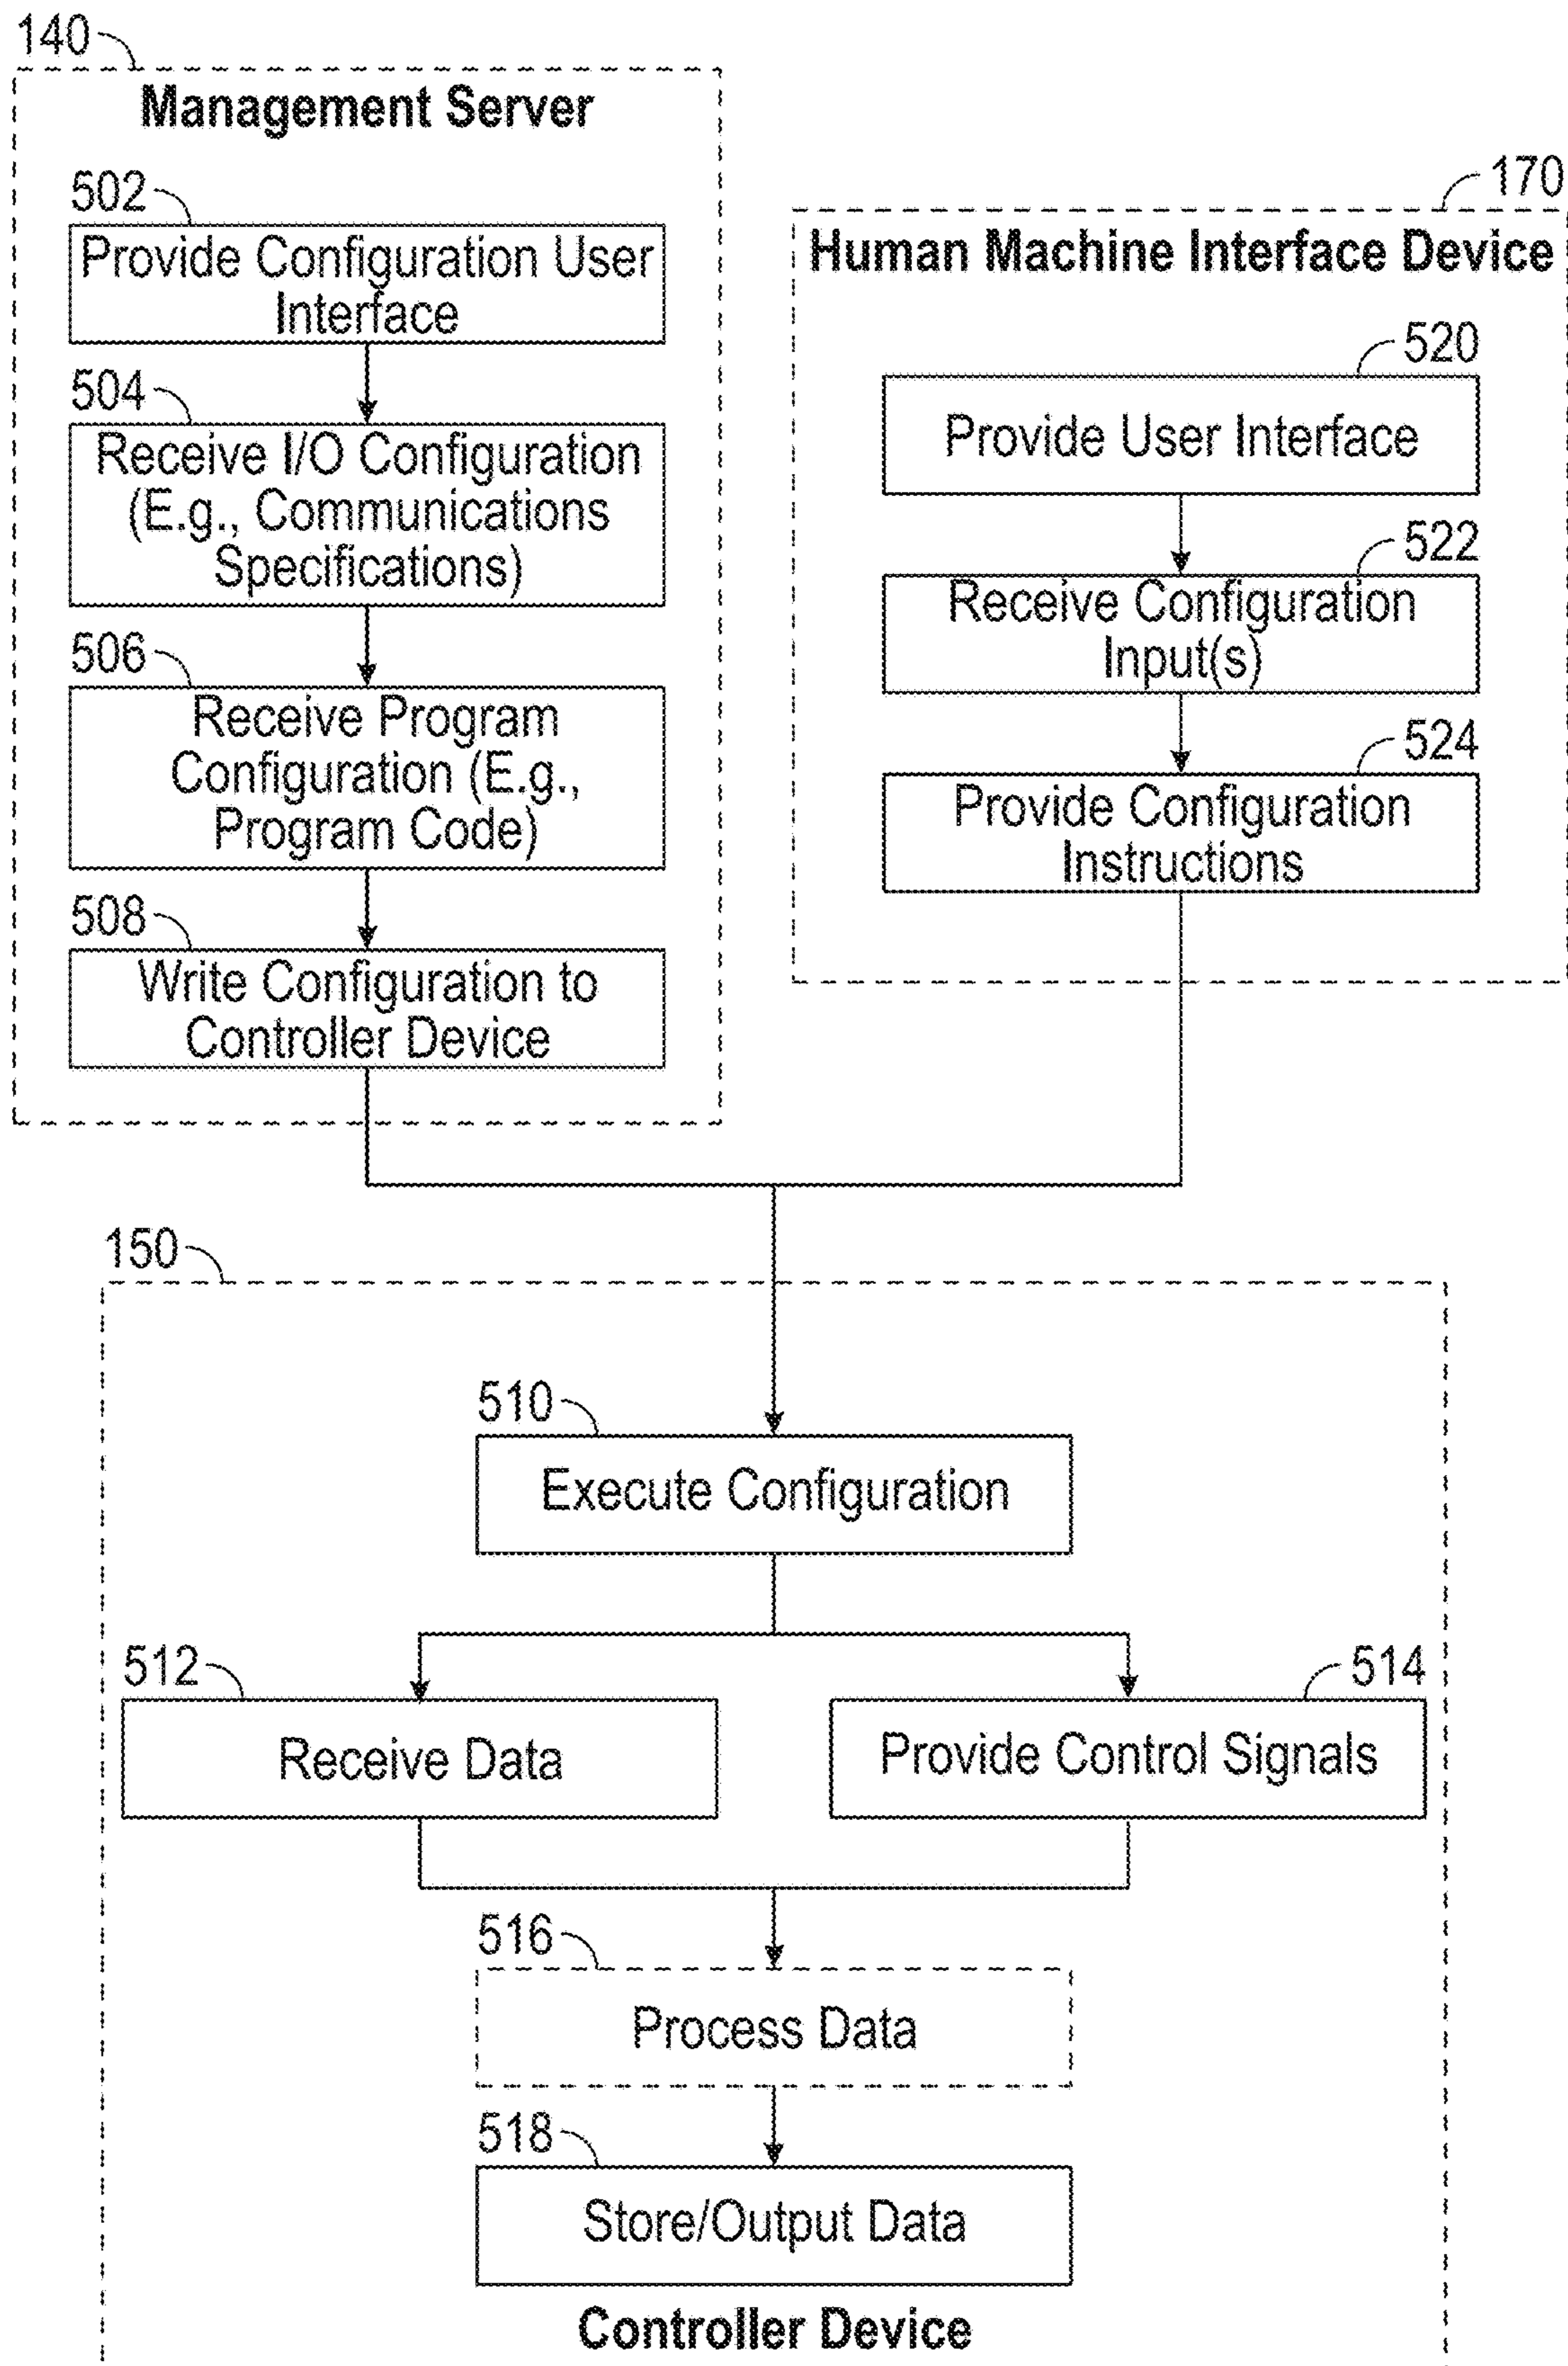 140
Management Server
502
Provide Configuration User
Interface
504
Receive I/O Configuration
(E.g., Communications
Specifications)
506
Receive Program
Configuration (E.g.,
Program Code)
508
Write Configuration to
Controller Device
170
Human Machine Interface Device
520
Provide User Interface
522
Receive Configuration
Input(s)
524
Provide Configuration
Instructions
150
510
Execute Configuration
512
Receive Data
514
Provide Control Signals
516
Process Data
518
Store/Output Data
Controller Device